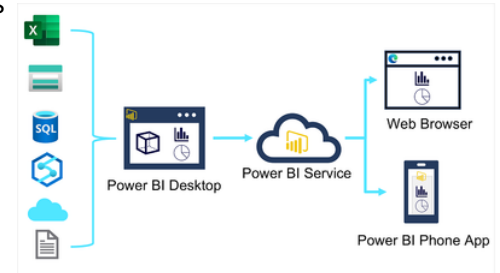 X
SQL
Power BI Desktop
Power BI Service
Web Browser
Power BI Phone App